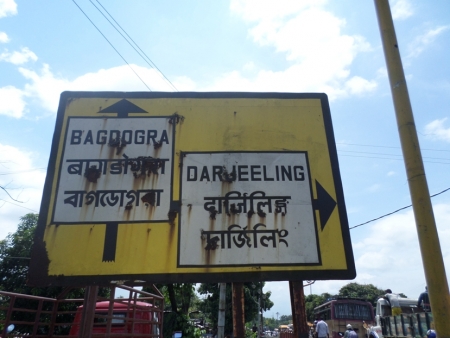 BAGDOGRA
बागडोगरा
বাগডোগরা
DARJEELING
दार्जिलिङ्ग
দার্জিলিং